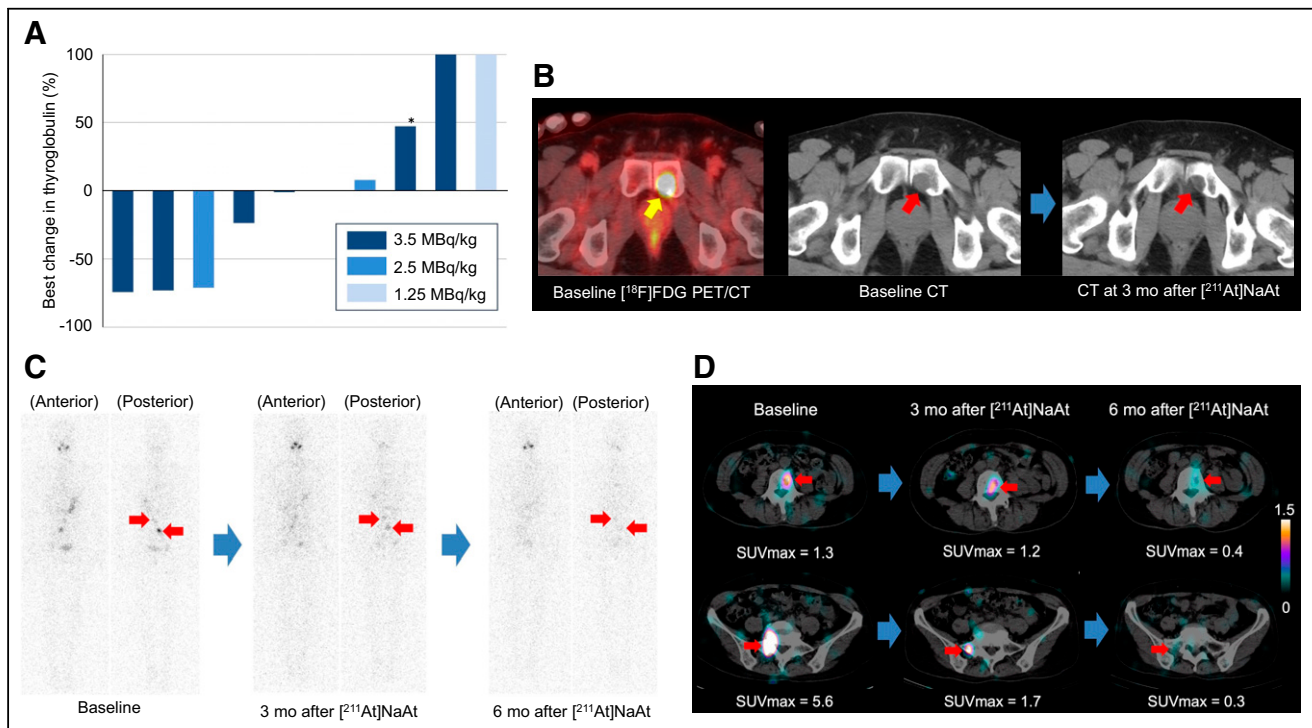 A
Best change in thyroglobulin (%)
100
50
0
-50
-100
*
3.5 MBq/kg
2.5 MBq/kg
1.25 MBq/kg
B
Baseline [¹⁸F]FDG PET/CT
Baseline CT
CT at 3 mo after [²¹¹At]NaAt
C
(Anterior) (Posterior)
(Anterior) (Posterior)
(Anterior) (Posterior)
Baseline
3 mo after [²¹¹At]NaAt
6 mo after [²¹¹At]NaAt
D
Baseline
3 mo after [²¹¹At]NaAt
6 mo after [²¹¹At]NaAt
SUVmax = 1.3
SUVmax = 1.2
SUVmax = 0.4
1.5
0
SUVmax = 5.6
SUVmax = 1.7
SUVmax = 0.3